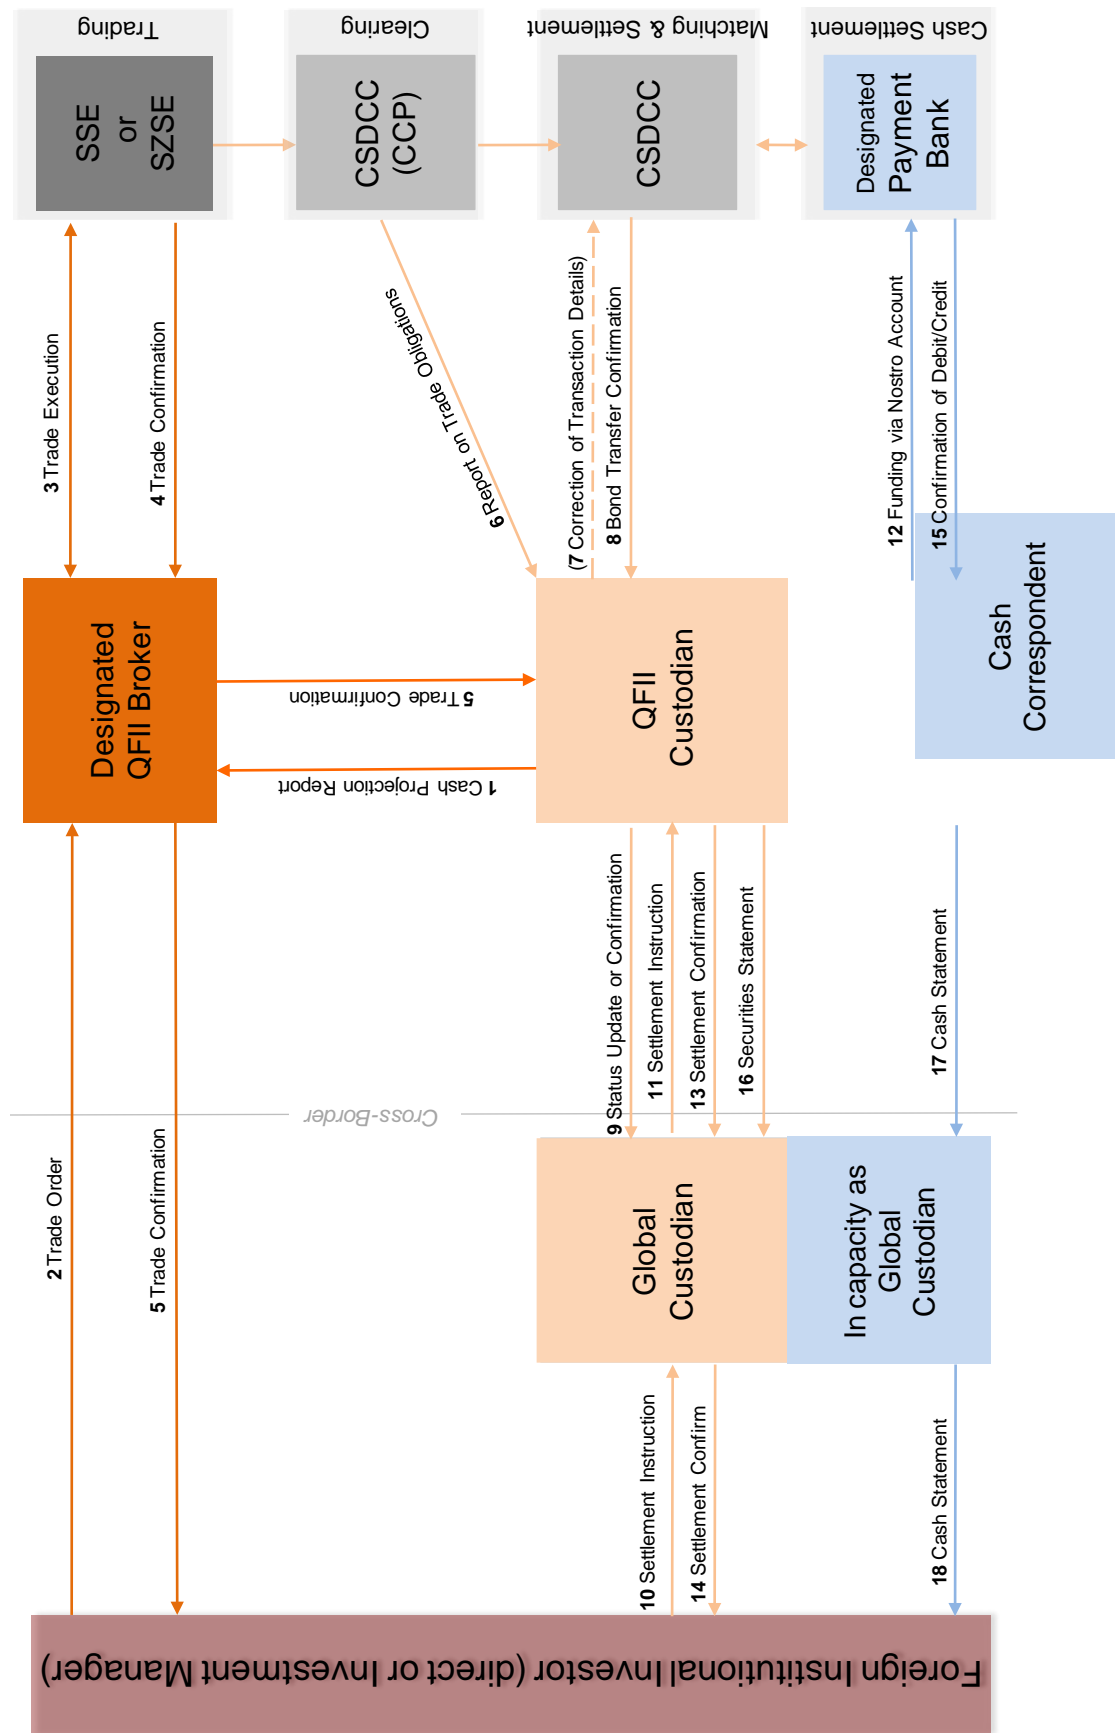 Foreign Institutional Investor (direct or Investment Manager)
2 Trade Order
5 Trade Confirmation
10 Settlement Instruction
14 Settlement Confirm
18 Cash Statement
Global
Custodian
In capacity as
Global
Custodian
Cross-Border
9 Status Update or Confirmation
11 Settlement Instruction
13 Settlement Confirmation
16 Securities Statement
17 Cash Statement
Designated
QFII Broker
1 Cash Projection Report
5 Trade Confirmation
QFII
Custodian
Cash
Correspondent
3 Trade Execution
4 Trade Confirmation
6 Report on Trade Obligations
(7 Correction of Transaction Details)
8 Bond Transfer Confirmation
12 Funding via Nostro Account
15 Confirmation of Debit/Credit
SSE
or
SZSE
Trading
CSDCC
(CCP)
Clearing
CSDCC
Matching & Settlement
Designated
Payment
Bank
Cash Settlement